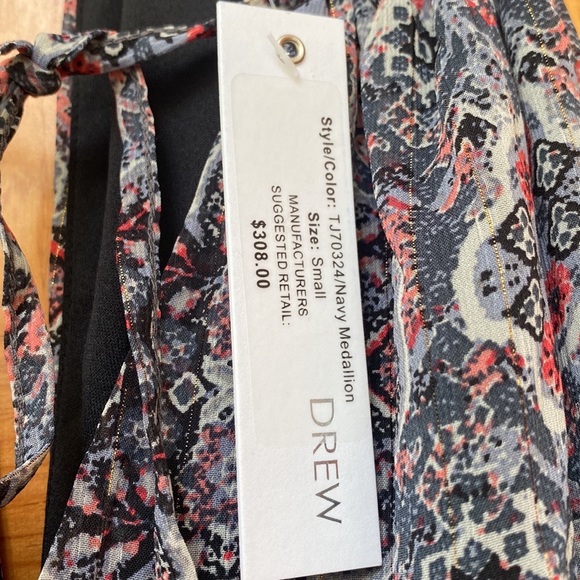 Style/Color: TJ70324/Navy Medallion
Size: Small
MANUFACTURERS
SUGGESTED RETAIL:
$308.00
DREW